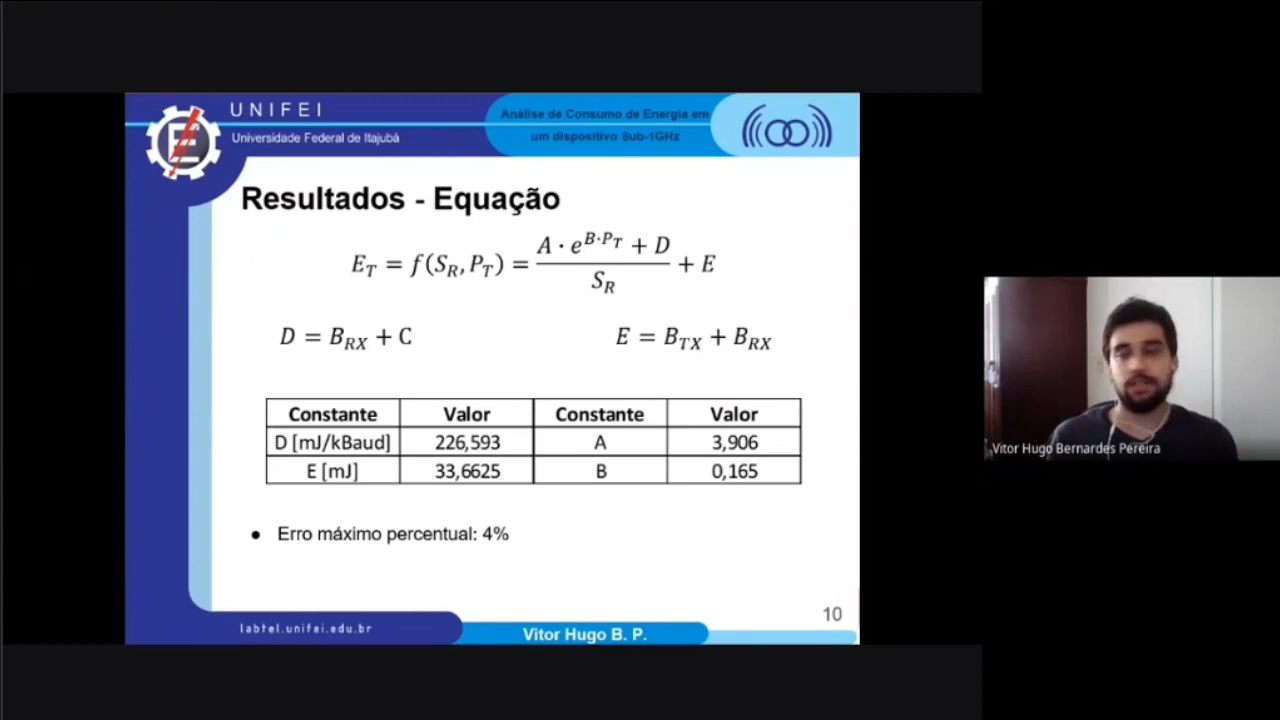 UNIFEI
Universidade Federal de Itajubá
Análise de Consumo de Energia em
um dispositivo Sub-1GHz
Resultados - Equação
E_T = f(S_R, P_T) = (A · e^{B·P_T} + D) / S_R + E
D = B_RX + C
E = B_TX + B_RX
Constante Valor Constante Valor
D [mJ/kBaud] 226,593 A 3,906
E [mJ] 33,6625 B 0,165
● Erro máximo percentual: 4%
10
labtel.unifei.edu.br
Vitor Hugo B. P.
Vitor Hugo Bernardes Pereira